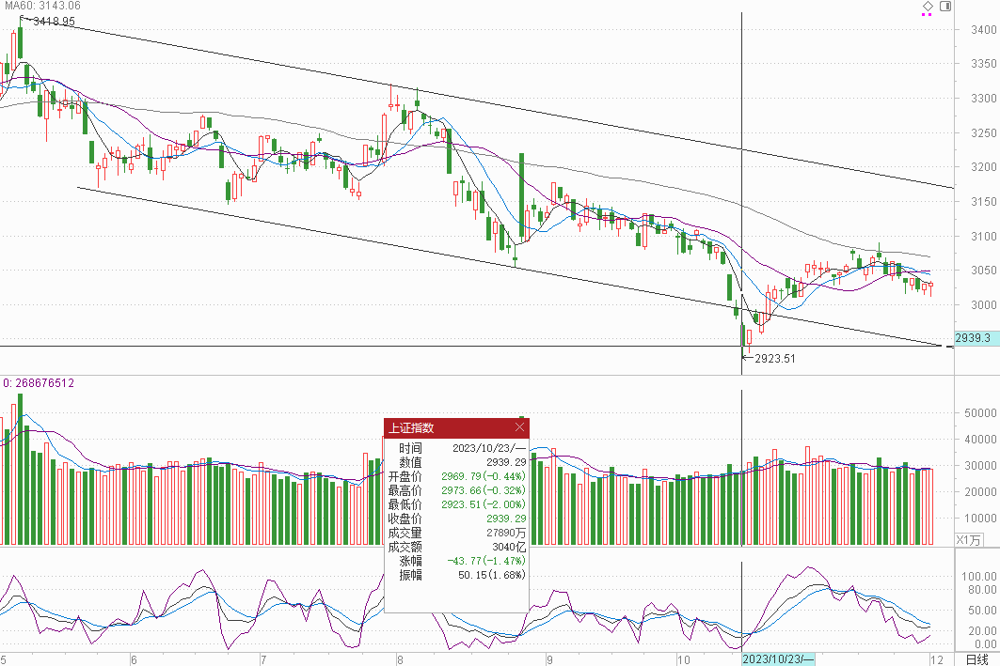 MA60: 3143.06
3418.95
3400
3350
3300
3250
3200
3150
3100
3050
3000
2939.3
2923.51
0: 268676512
50000
40000
30000
20000
10000
X1万
上证指数
时间 2023/10/23/一
数值 2939.29
开盘价 2969.79(-0.44%)
最高价 2973.66(-0.32%)
最低价 2923.51(-2.00%)
收盘价 2939.29
成交量 27890万
成交额 3040亿
涨幅 -43.77(-1.47%)
振幅 50.15(1.68%)
100.00
80.00
50.00
20.00
0.00
5 6 7 8 9 10 2023/10/23/一 12 日线